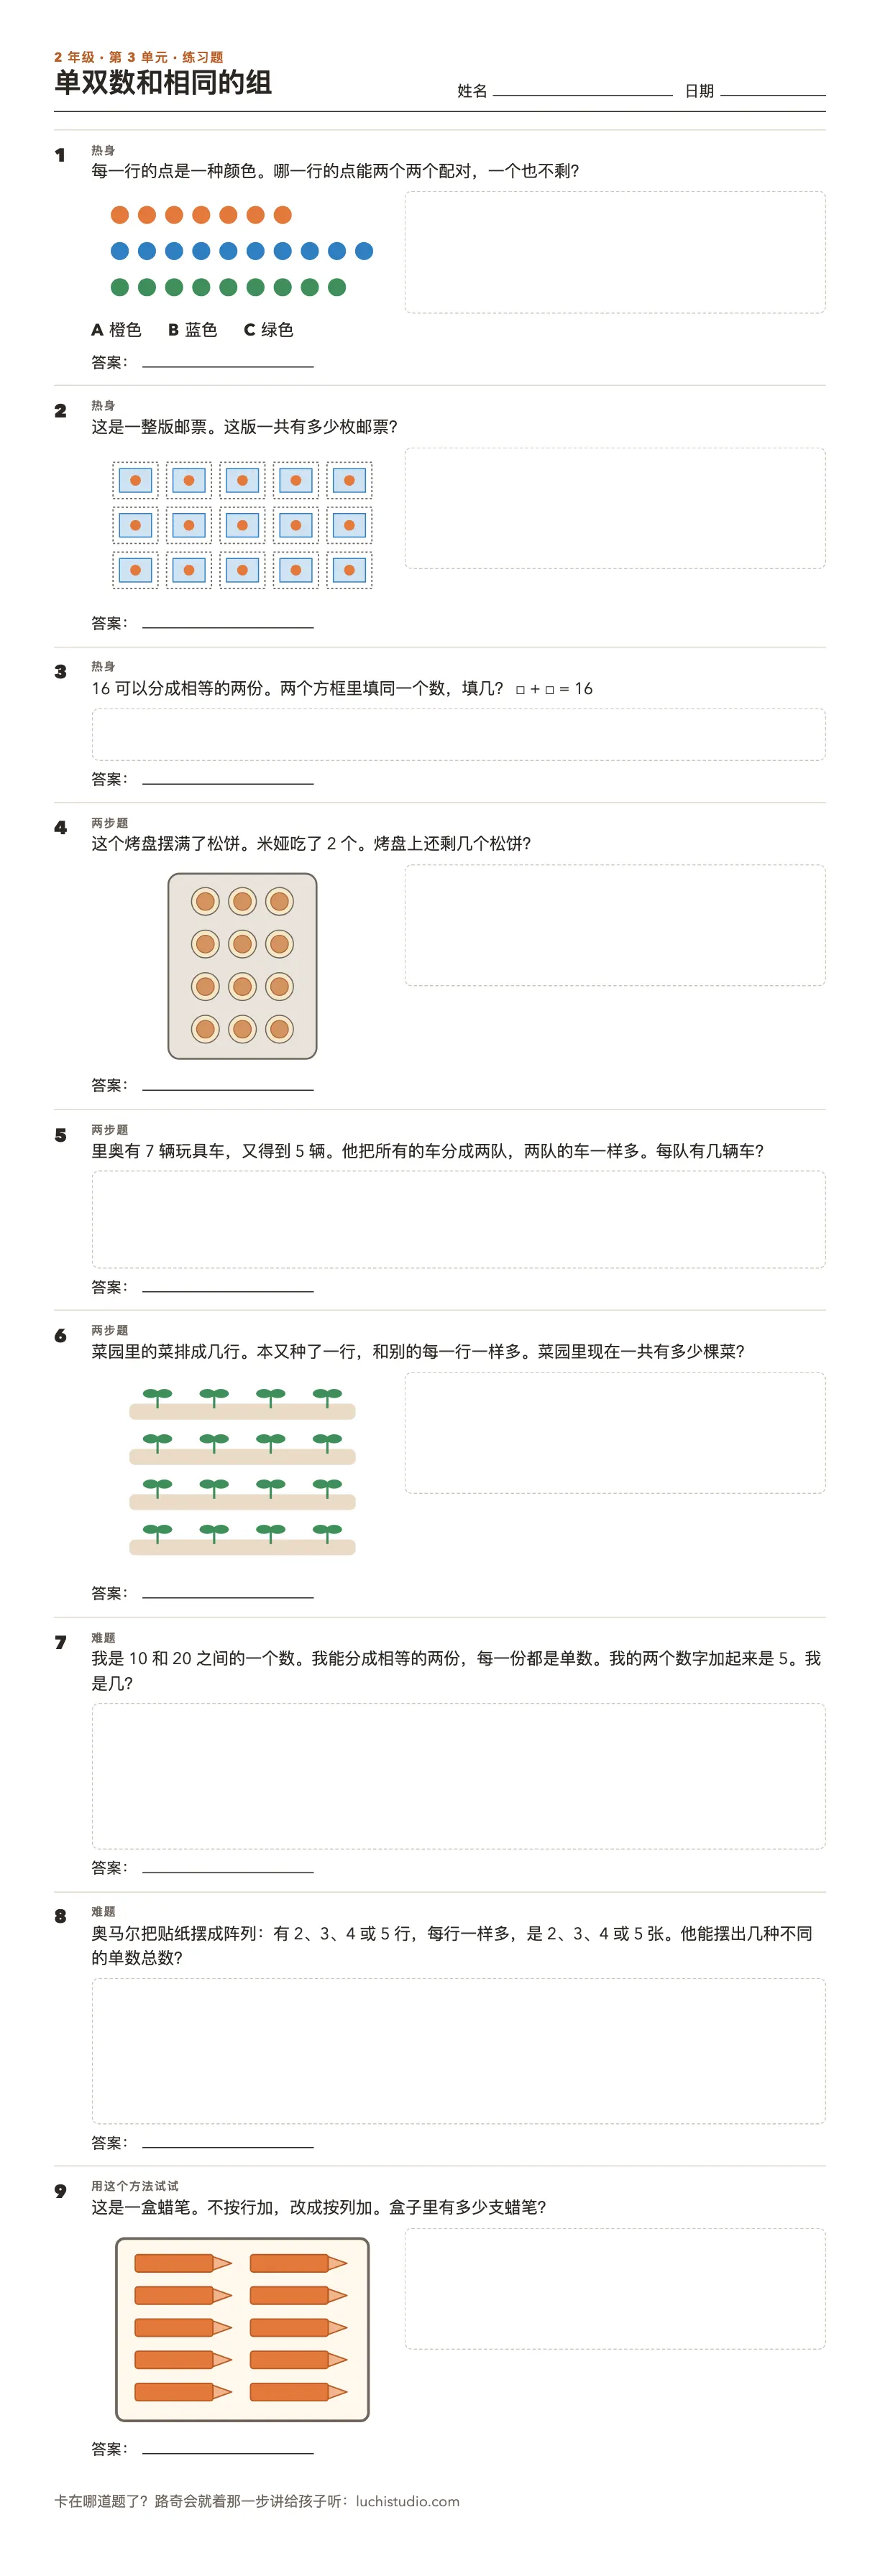 2 年级 · 第 3 单元 · 练习题
单双数和相同的组
姓名
日期
1
热身
每一行的点是一种颜色。哪一行的点能两个两个配对，一个也不剩？
A 橙色 B 蓝色 C 绿色
答案：
2
热身
这是一整版邮票。这版一共有多少枚邮票？
答案：
3
热身
16 可以分成相等的两份。两个方框里填同一个数，填几？ □ + □ = 16
答案：
4
两步题
这个烤盘摆满了松饼。米娅吃了 2 个。烤盘上还剩几个松饼？
答案：
5
两步题
里奥有 7 辆玩具车，又得到 5 辆。他把所有的车分成两队，两队的车一样多。每队有几辆车？
答案：
6
两步题
菜园里的菜排成几行。本又种了一行，和别的每一行一样多。菜园里现在一共有多少棵菜？
答案：
7
难题
我是 10 和 20 之间的一个数。我能分成相等的两份，每一份都是单数。我的两个数字加起来是 5。我
是几？
答案：
8
难题
奥马尔把贴纸摆成阵列：有 2、3、4 或 5 行，每行一样多，是 2、3、4 或 5 张。他能摆出几种不同
的单数总数？
答案：
9
用这个方法试试
这是一盒蜡笔。不按行加，改成按列加。盒子里有多少支蜡笔？
答案：
卡在哪道题了？路奇会就着那一步讲给孩子听：luchistudio.com